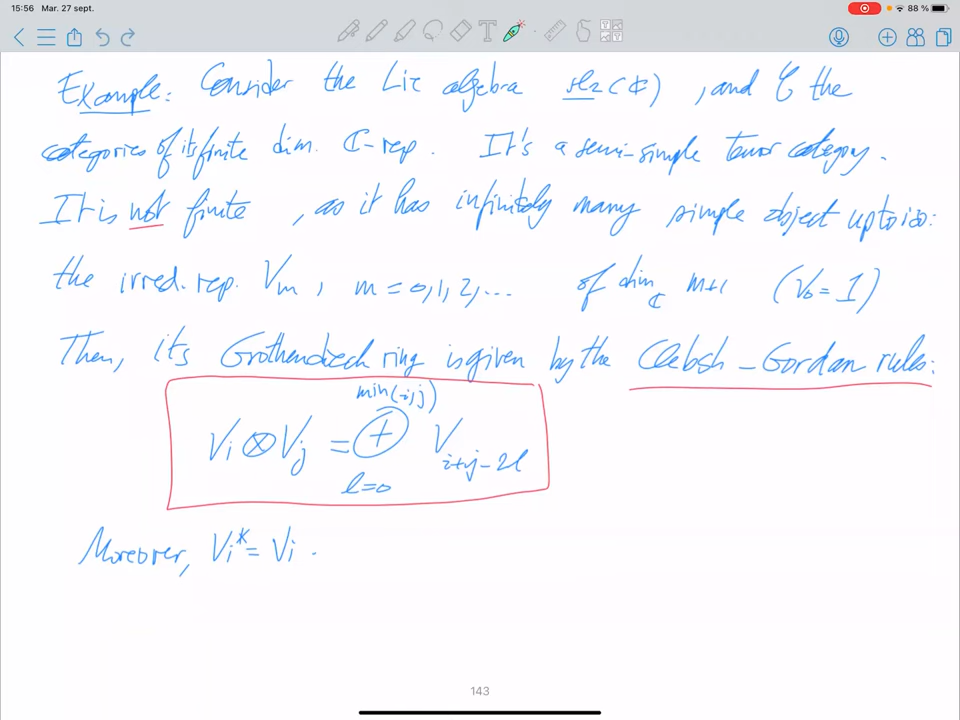 15:56 Mar. 27 sept. 88 %
Example: Consider the Lie algebra sl₂(ℂ), and 𝒞 the
categories of its finite dim. ℂ-rep. It's a semi-simple tensor category.
It is not finite, as it has infinitely many simple object up to iso:
the irred. rep. Vₘ, m = 0, 1, 2, ... of dim_ℂ m+1 (V₀ = 1)
Then, its Grothendieck ring is given by the Clebsh-Gordan rules:
min(i,j)
Vᵢ ⊗ Vⱼ = ⊕ V_{i+j-2l}
l=0
Moreover, Vᵢ* = Vᵢ.
143